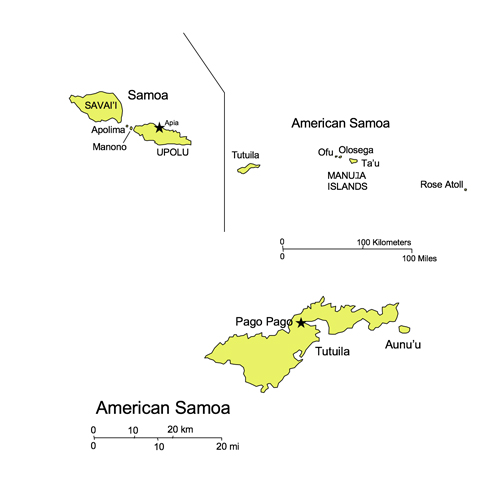 Samoa
SAVAI'I
Apolima
Manono
Apia
UPOLU
American Samoa
Tutuila
Ofu
Olosega
Ta'u
ISLANDS
Rose Atoll
0 100 Kilometers
0 100 Miles
Pago Pago
Tutuila
Aunu'u
American Samoa
0 10 20 km
0 10 20 mi